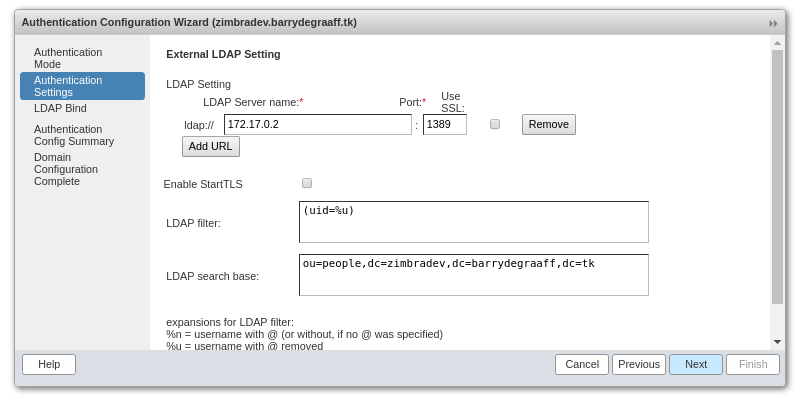 Authentication Configuration Wizard (zimbradev.barrydegraaff.tk)
Authentication
Mode
Authentication
Settings
LDAP Bind
Authentication
Config Summary
Domain
Configuration
Complete
External LDAP Setting
LDAP Setting
LDAP Server name:* Port:* Use
SSL:
ldap:// 172.17.0.2 : 1389 Remove
Add URL
Enable StartTLS
LDAP filter: (uid=%u)
LDAP search base: ou=people,dc=zimbradev,dc=barrydegraaff,dc=tk
expansions for LDAP filter:
%n = username with @ (or without, if no @ was specified)
%u = username with @ removed
Help Cancel Previous Next Finish